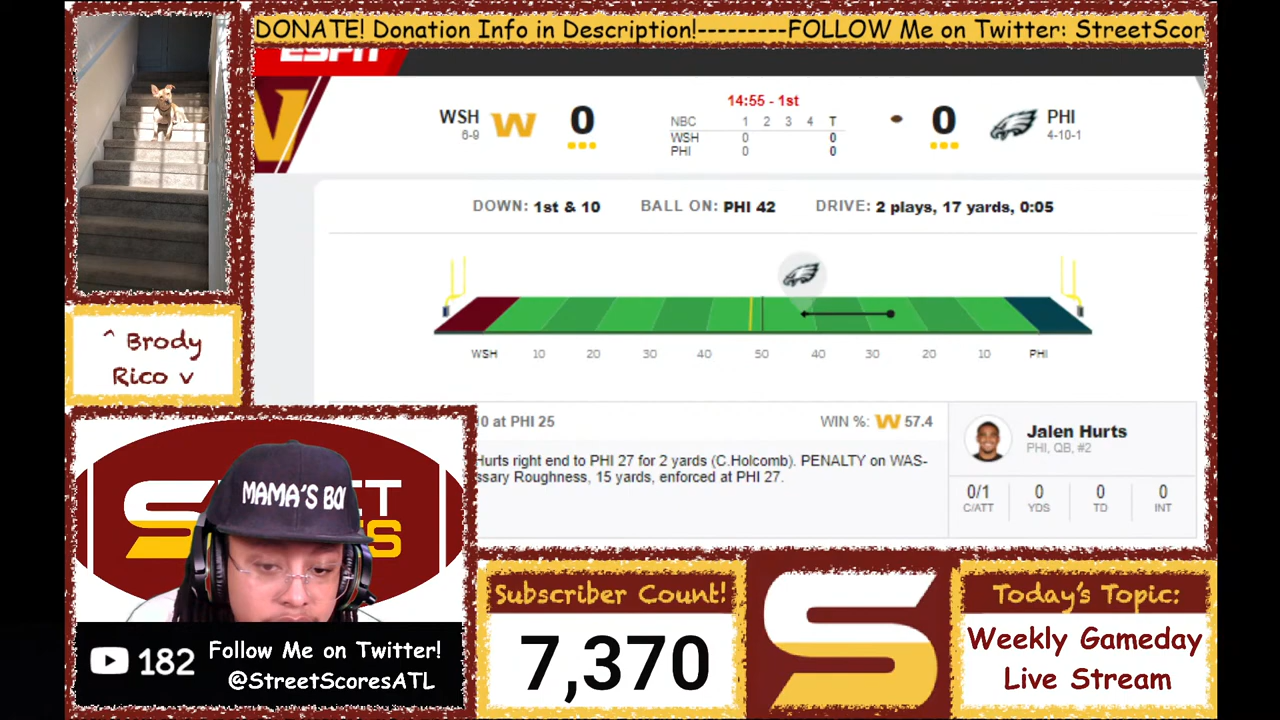 DONATE! Donation Info in Description!---------FOLLOW Me on Twitter: StreetScor
ESPN
WSH
6-9
W
0
14:55 - 1st
NBC 1 2 3 4 T
WSH 0 0
PHI 0 0
0
PHI
4-10-1
DOWN: 1st & 10 BALL ON: PHI 42 DRIVE: 2 plays, 17 yards, 0:05
WSH 10 20 30 40 50 40 30 20 10 PHI
^ Brody
Rico v
0 at PHI 25
WIN %: W 57.4
Hurts right end to PHI 27 for 2 yards (C.Holcomb). PENALTY on WAS-
ssary Roughness, 15 yards, enforced at PHI 27.
Jalen Hurts
PHI, QB, #2
0/1 0 0 0
C/ATT YDS TD INT
MAMA'S BO
182
Follow Me on Twitter!
@StreetScoresATL
Subscriber Count!
7,370
S
Today's Topic:
Weekly Gameday
Live Stream